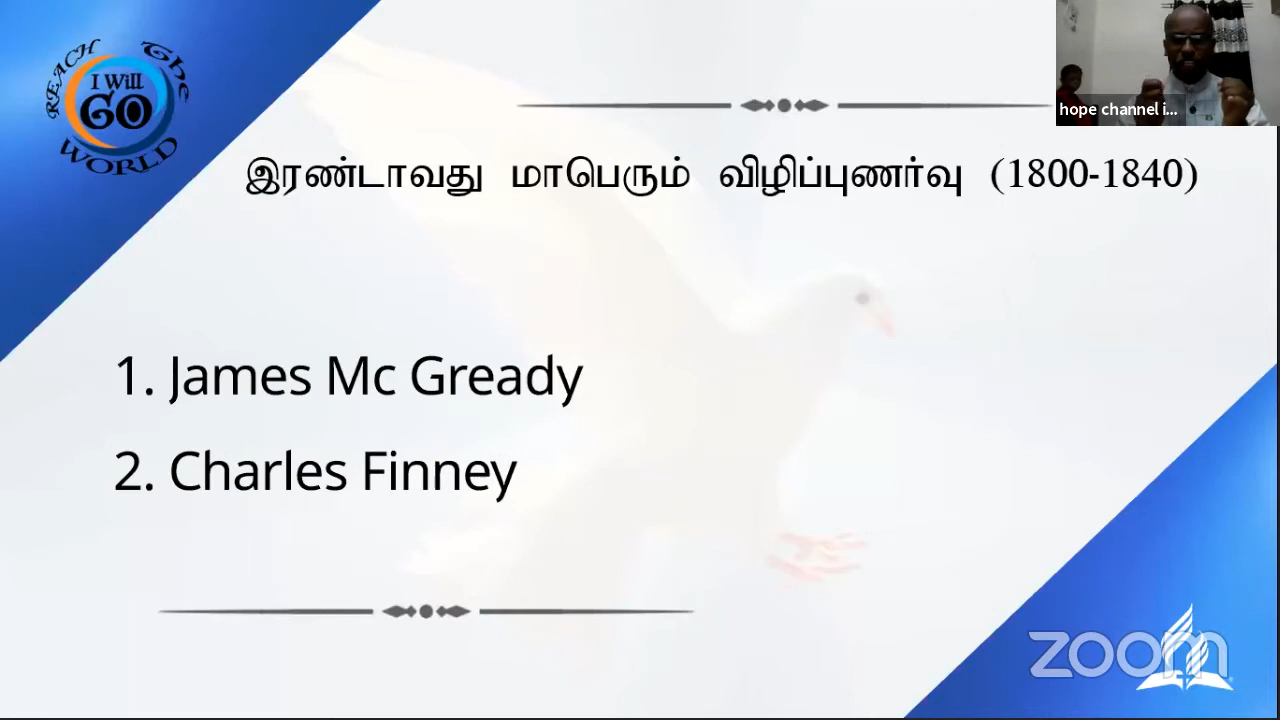 REACH The
I Will
GO
WORLD
hope channel i...
இரண்டாவது மாபெரும் விழிப்புணர்வு (1800-1840)
1. James Mc Gready
2. Charles Finney
zoom